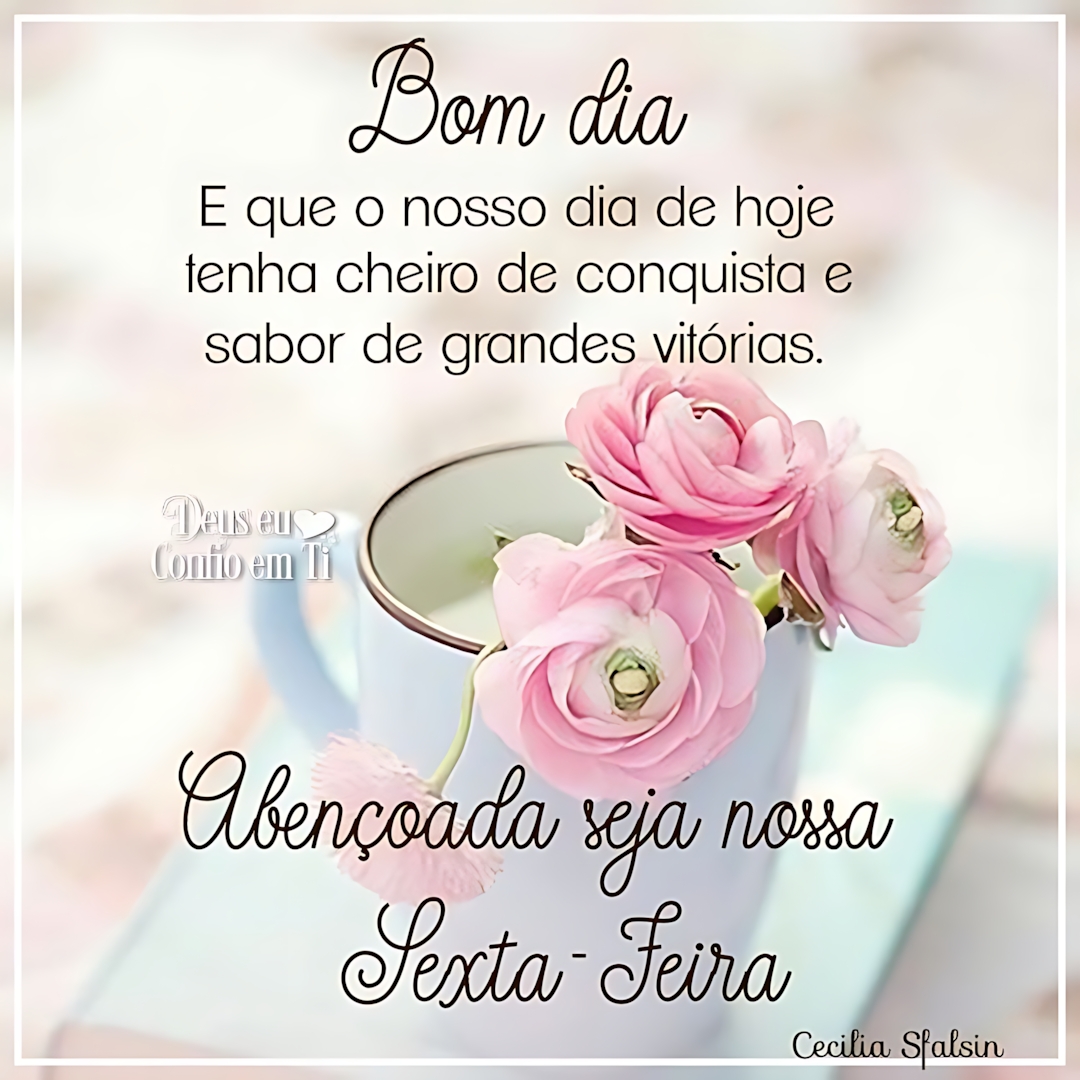 Bom dia
E que o nosso dia de hoje
tenha cheiro de conquista e
sabor de grandes vitórias.
Deus eu
Confio em Ti
Abençoada seja nossa
Sexta-Feira
Cecilia Sfalsin